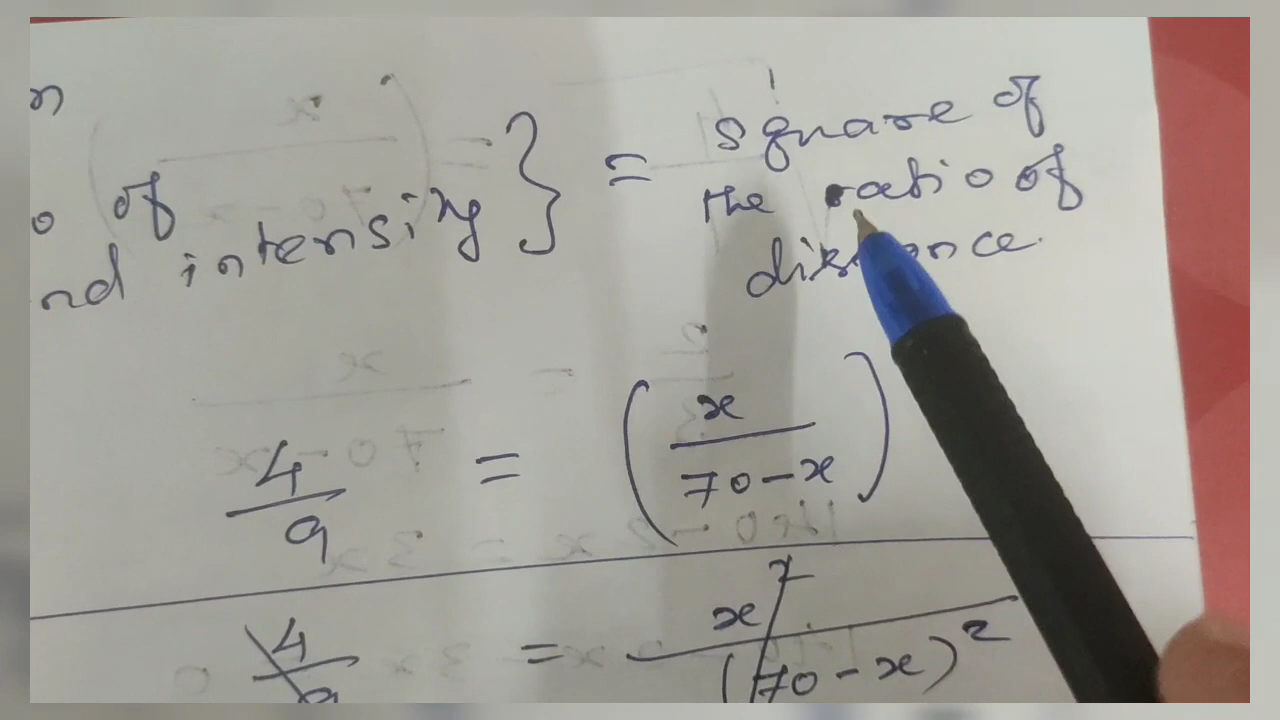 n
o of
nd intensity } = square of
the ratio of
distance.
4/9 = (x/70-x)
4/9 = x²/(70-x)²